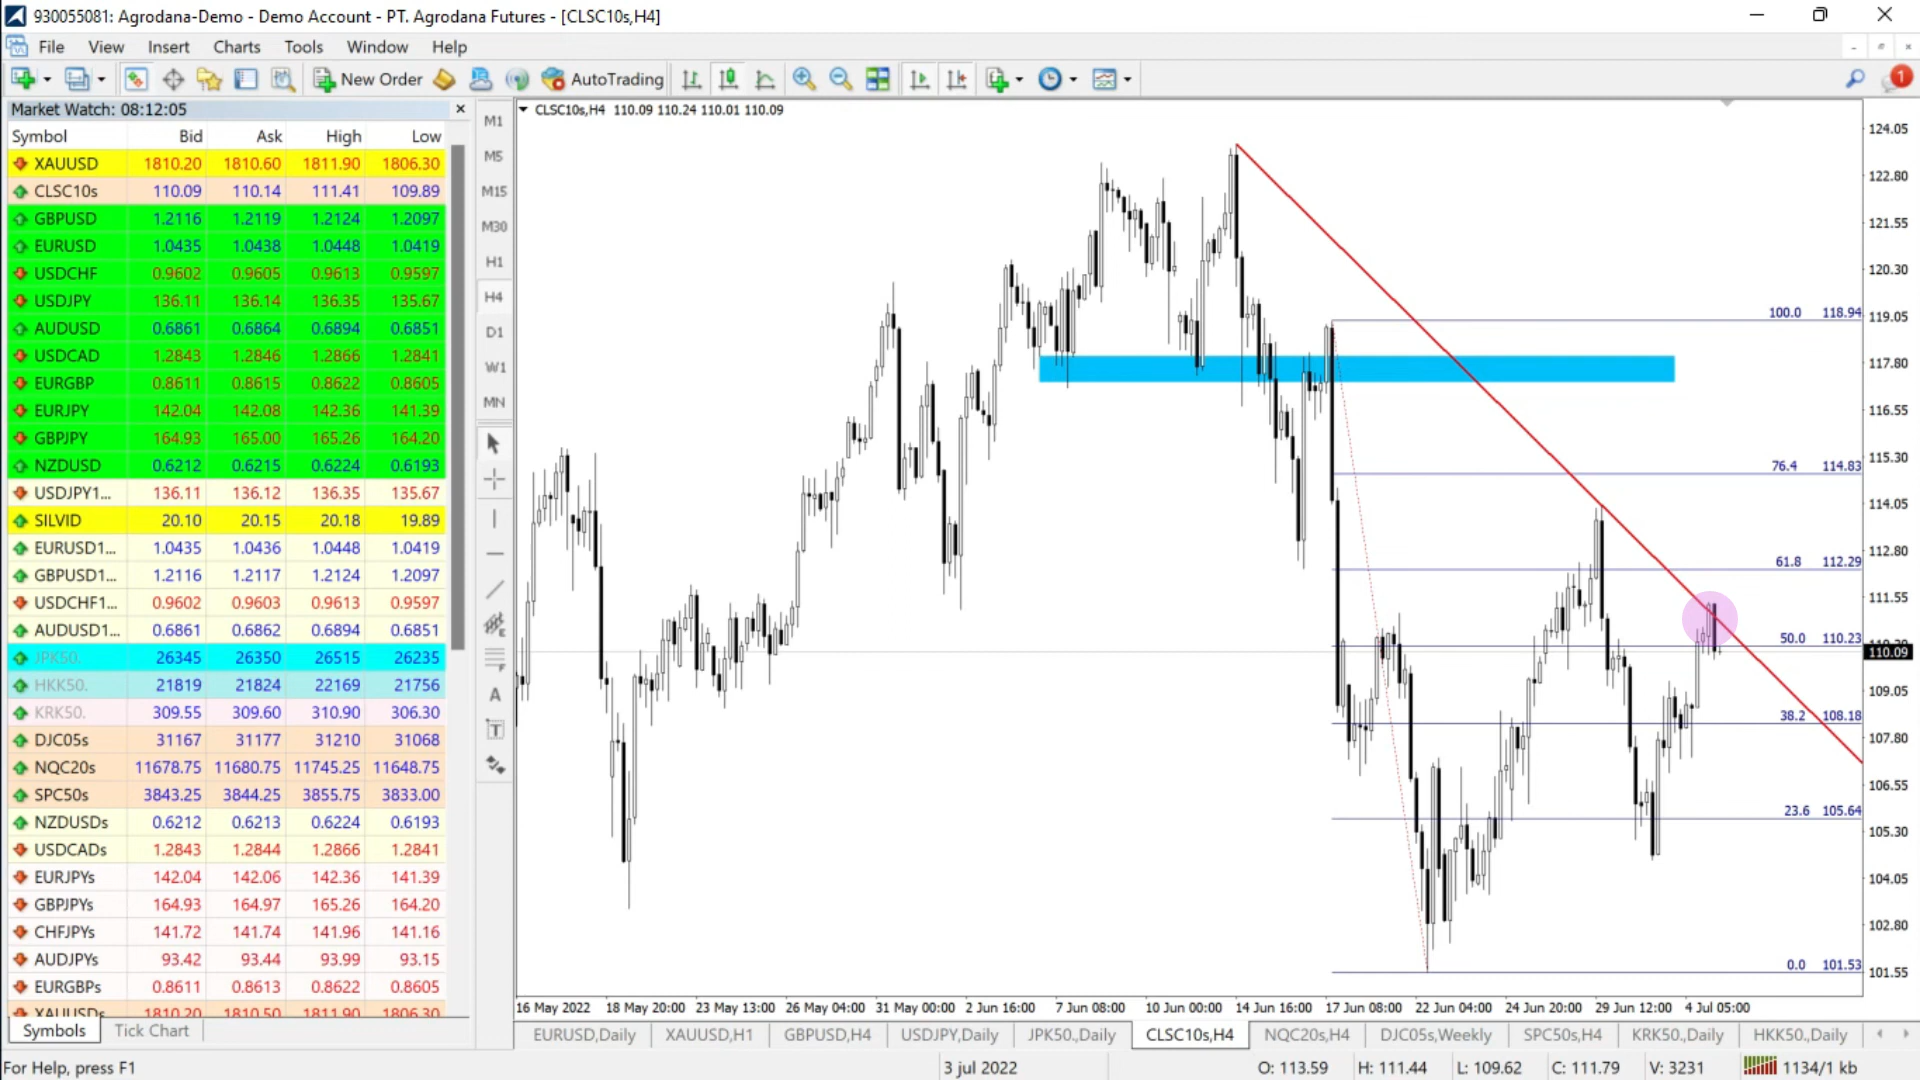 930055081: Agrodana-Demo - Demo Account - PT. Agrodana Futures - [CLSC10s,H4]
File View Insert Charts Tools Window Help
New Order AutoTrading 1
Market Watch: 08:12:05
Symbol Bid Ask High Low
XAUUSD 1810.20 1810.60 1811.90 1806.30
CLSC10s 110.09 110.14 111.41 109.89
GBPUSD 1.2116 1.2119 1.2124 1.2097
EURUSD 1.0435 1.0438 1.0448 1.0419
USDCHF 0.9602 0.9605 0.9613 0.9597
USDJPY 136.11 136.14 136.35 135.67
AUDUSD 0.6861 0.6864 0.6894 0.6851
USDCAD 1.2843 1.2846 1.2866 1.2841
EURGBP 0.8611 0.8615 0.8622 0.8605
EURJPY 142.04 142.08 142.36 141.39
GBPJPY 164.93 165.00 165.26 164.20
NZDUSD 0.6212 0.6215 0.6224 0.6193
USDJPY1... 136.11 136.12 136.35 135.67
SILVID 20.10 20.15 20.18 19.89
EURUSD1... 1.0435 1.0436 1.0448 1.0419
GBPUSD1... 1.2116 1.2117 1.2124 1.2097
USDCHF1... 0.9602 0.9603 0.9613 0.9597
AUDUSD1... 0.6861 0.6862 0.6894 0.6851
JPK50. 26345 26350 26515 26235
HKK50. 21819 21824 22169 21756
KRK50. 309.55 309.60 310.90 306.30
DJC05s 31167 31177 31210 31068
NQC20s 11678.75 11680.75 11745.25 11648.75
SPC50s 3843.25 3844.25 3855.75 3833.00
NZDUSDs 0.6212 0.6213 0.6224 0.6193
USDCADs 1.2843 1.2844 1.2866 1.2841
EURJPYs 142.04 142.06 142.36 141.39
GBPJPYs 164.93 164.97 165.26 164.20
CHFJPYs 141.72 141.74 141.96 141.16
AUDJPYs 93.42 93.44 93.99 93.15
EURGBPs 0.8611 0.8613 0.8622 0.8605
XAUUSDs 1810.20 1810.50 1811.90 1806.30
Symbols Tick Chart
M1
M5
M15
M30
H1
H4
D1
W1
MN
E
F
A
T
CLSC10s,H4 110.09 110.24 110.01 110.09
124.05
122.80
121.55
120.30
119.05
117.80
116.55
115.30
114.05
112.80
111.55
110.09
109.05
107.80
106.55
105.30
104.05
102.80
101.55
100.0 118.94
76.4 114.83
61.8 112.29
50.0 110.23
38.2 108.18
23.6 105.64
0.0 101.53
16 May 2022 18 May 20:00 23 May 13:00 26 May 04:00 31 May 00:00 2 Jun 16:00 7 Jun 08:00 10 Jun 00:00 14 Jun 16:00 17 Jun 08:00 22 Jun 04:00 24 Jun 20:00 29 Jun 12:00 4 Jul 05:00
EURUSD,Daily XAUUSD,H1 GBPUSD,H4 USDJPY,Daily JPK50.,Daily CLSC10s,H4 NQC20s,H4 DJC05s,Weekly SPC50s,H4 KRK50.,Daily HKK50.,Daily
For Help, press F1 3 jul 2022 O: 113.59 H: 111.44 L: 109.62 C: 111.79 V: 3231 1134/1 kb